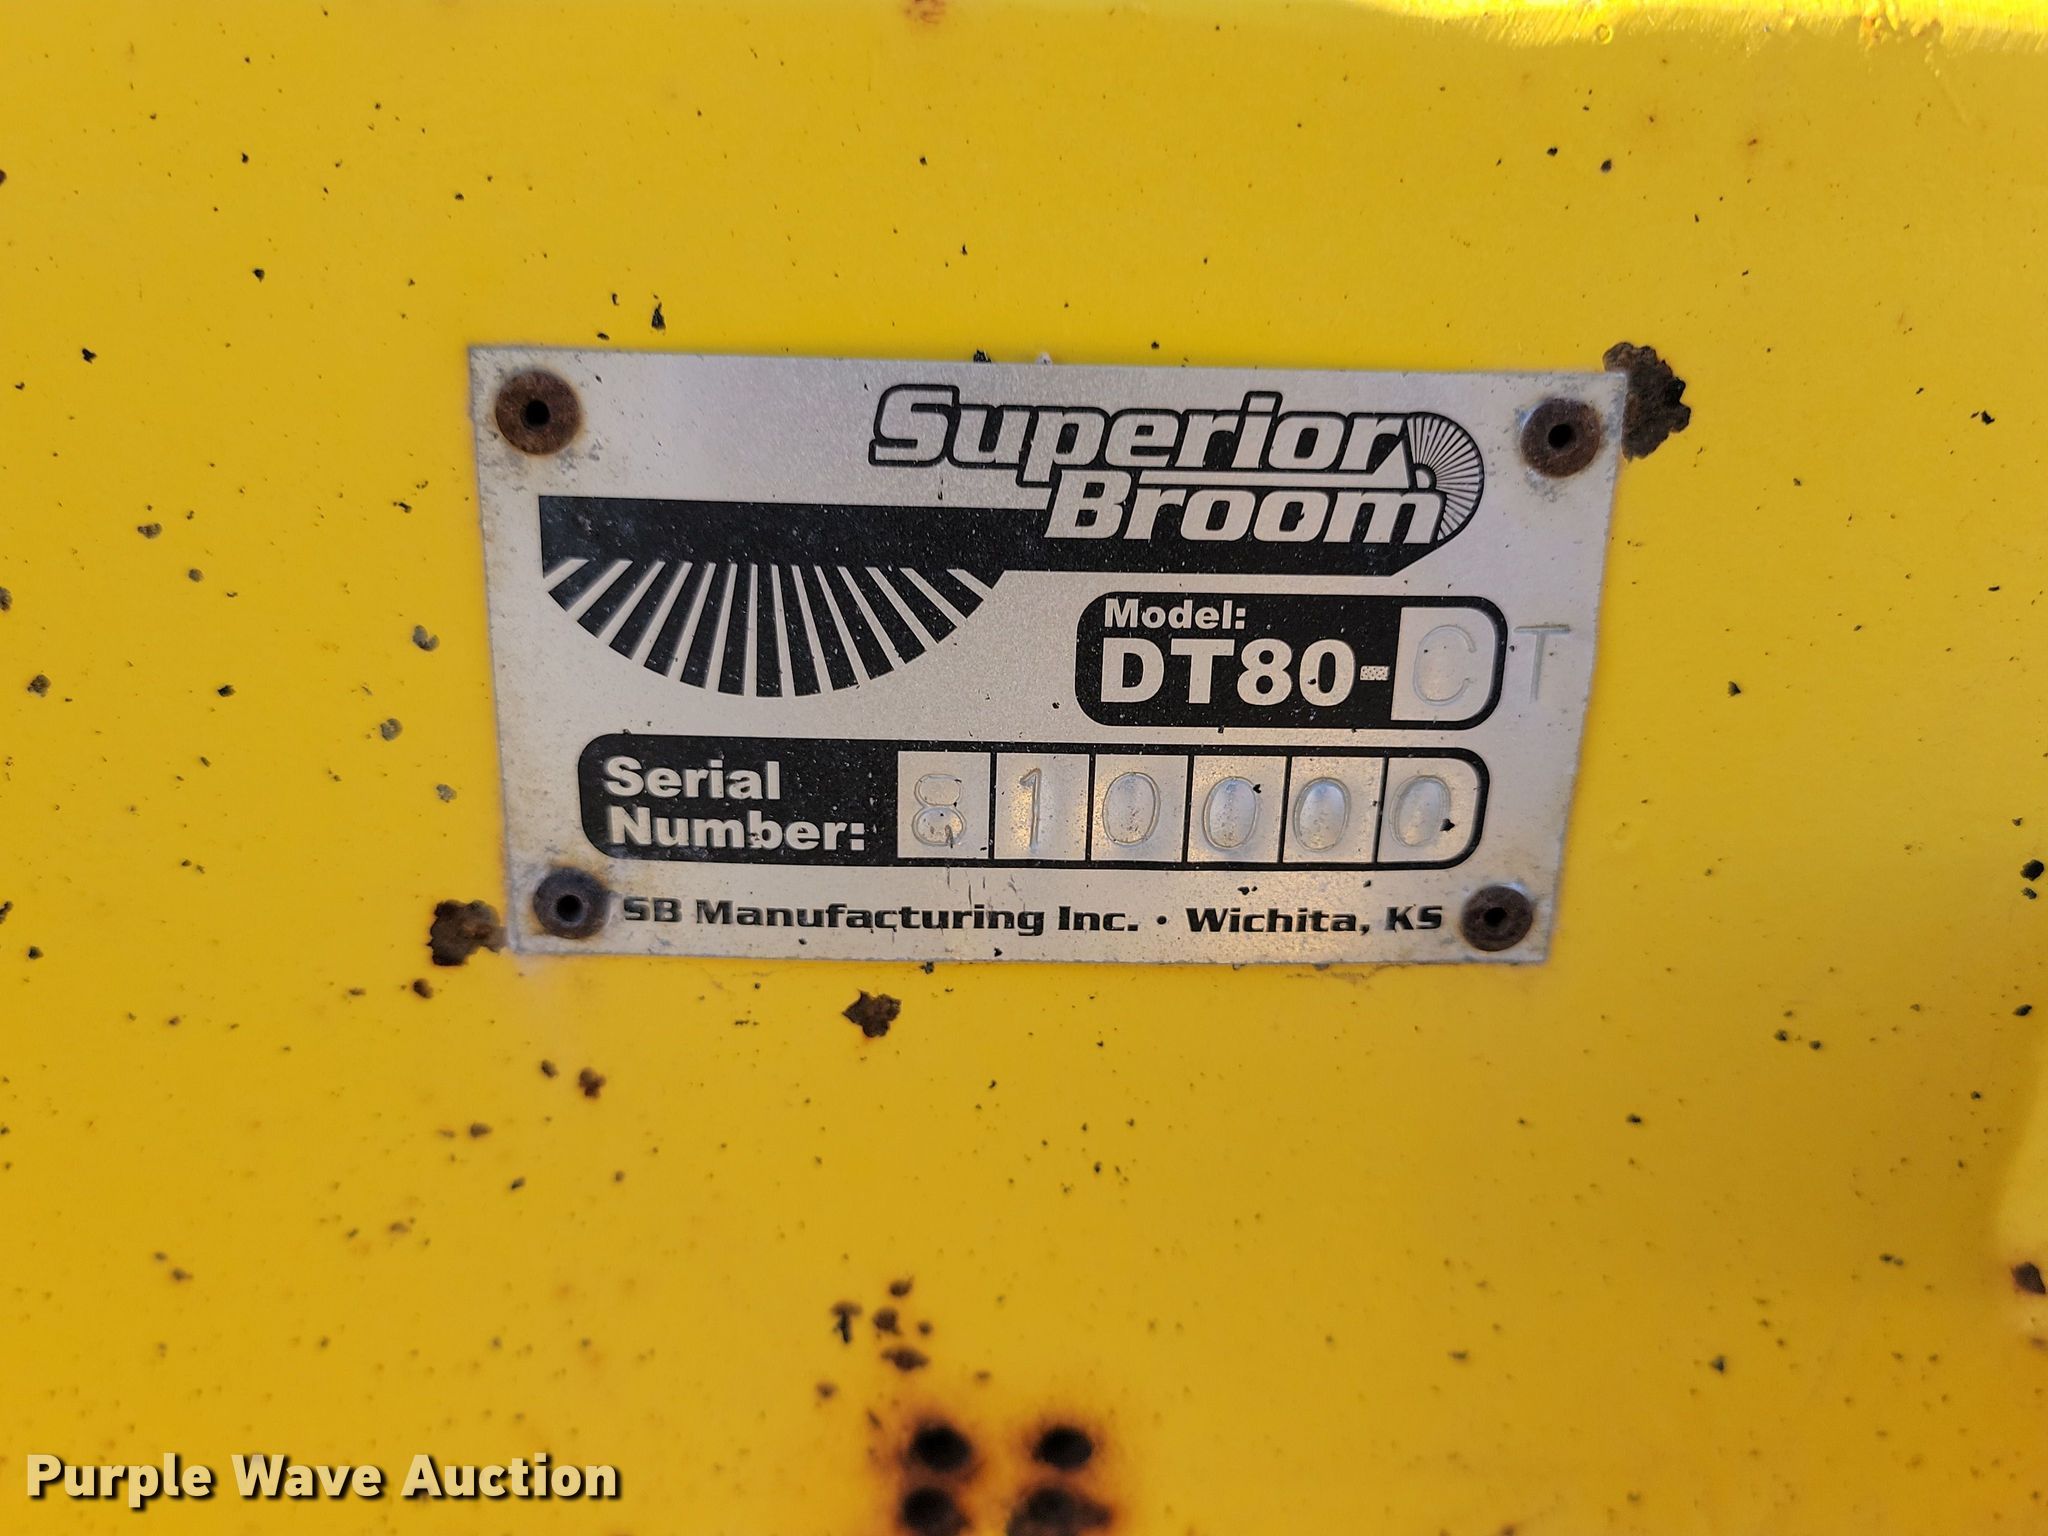 Superior
Broom
Model:
DT80-CT
Serial
Number: 810000
SB Manufacturing Inc. • Wichita, KS
Purple Wave Auction